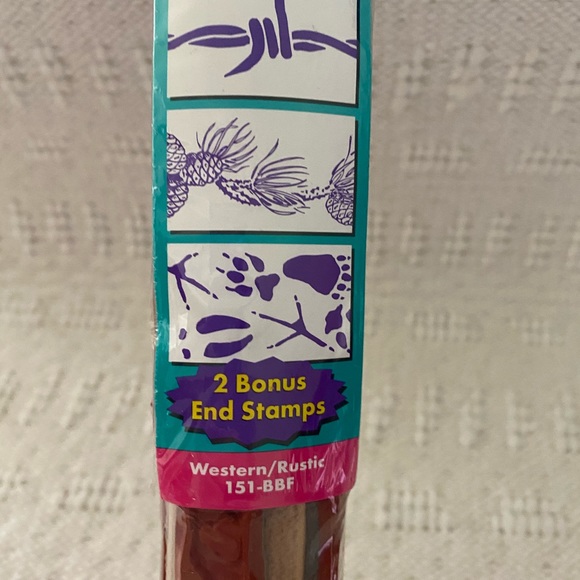 2 Bonus
End Stamps
Western/Rustic
151-BBF